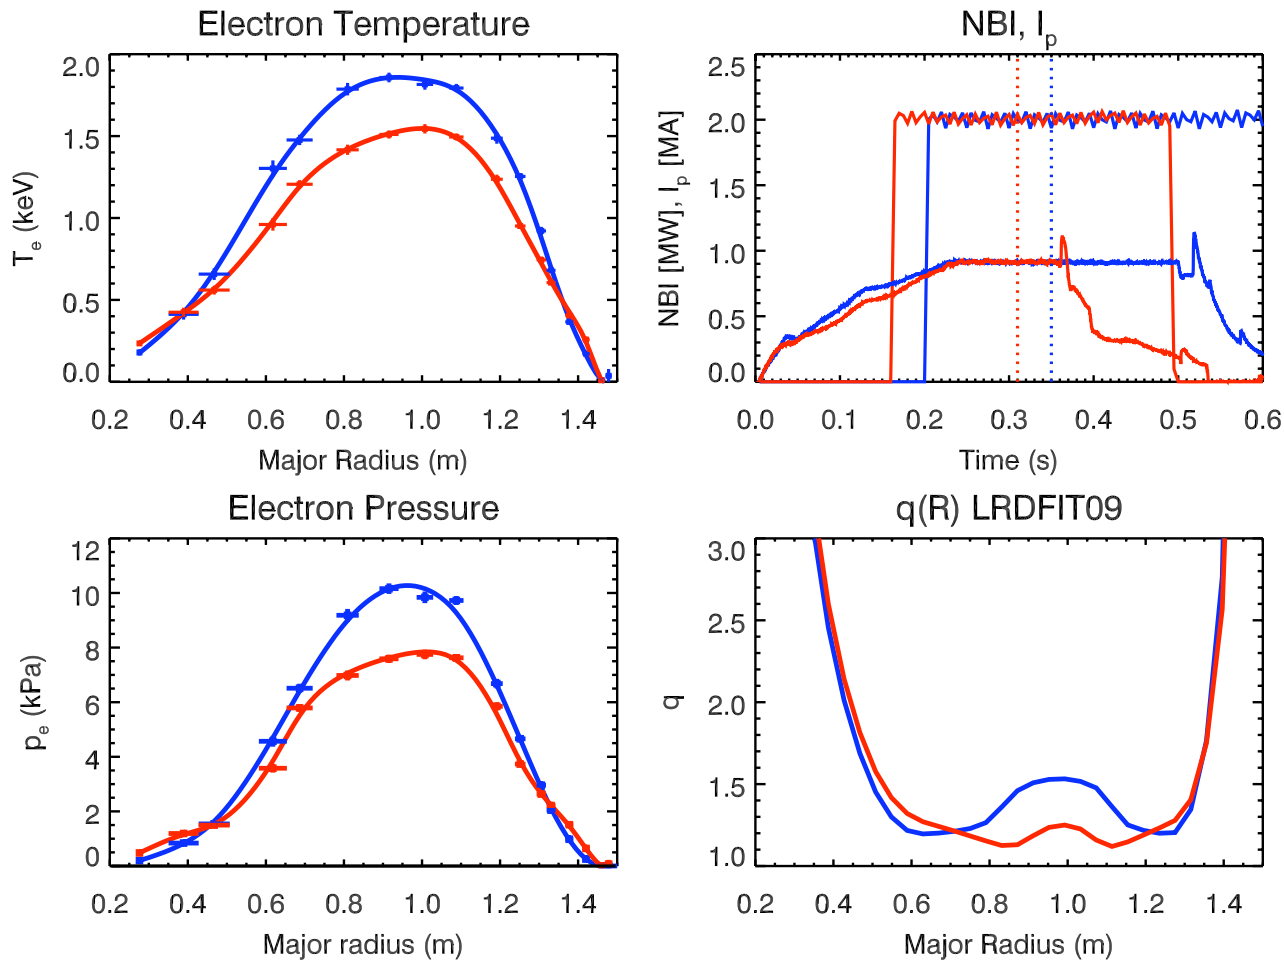 Electron Temperature
2.0
1.5
1.0
0.5
0.0
T_e (keV)
0.2 0.4 0.6 0.8 1.0 1.2 1.4
Major Radius (m)
NBI, I_p
2.5
2.0
1.5
1.0
0.5
0.0
NBI [MW], I_p [MA]
0.0 0.1 0.2 0.3 0.4 0.5 0.6
Time (s)
Electron Pressure
12
10
8
6
4
2
0
p_e (kPa)
0.2 0.4 0.6 0.8 1.0 1.2 1.4
Major radius (m)
q(R) LRDFIT09
3.0
2.5
2.0
1.5
1.0
q
0.2 0.4 0.6 0.8 1.0 1.2 1.4
Major Radius (m)